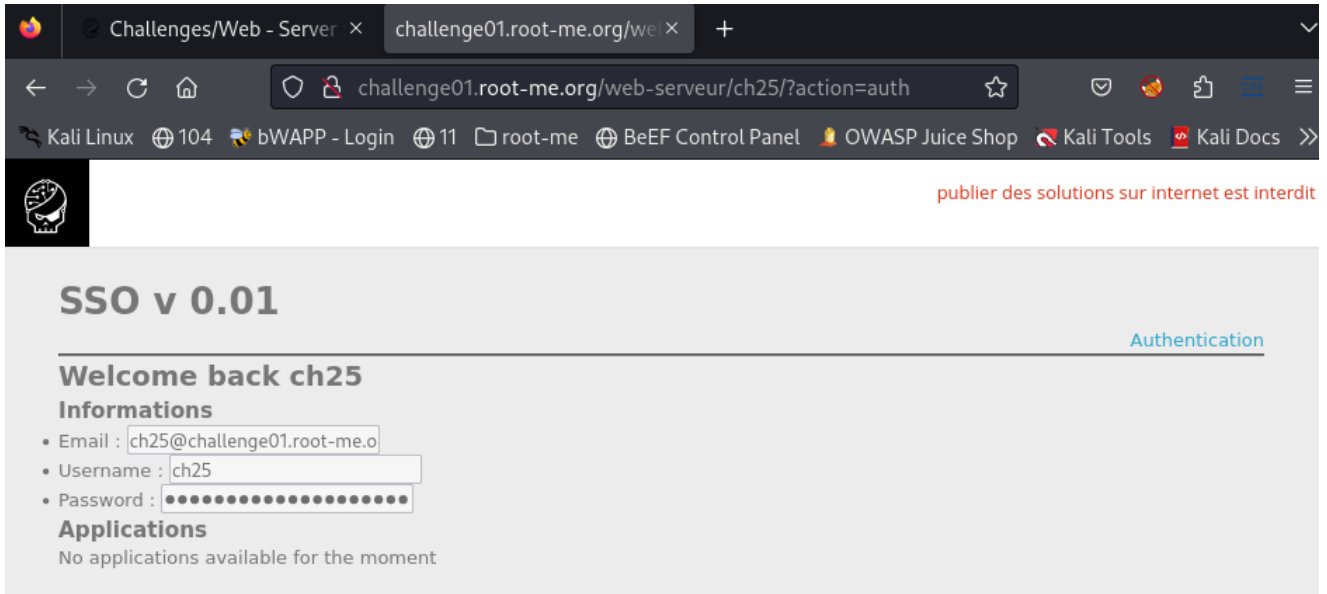 Challenges/Web - Server
challenge01.root-me.org/we
challenge01.root-me.org/web-serveur/ch25/?action=auth
Kali Linux 104 bWAPP - Login 11 root-me BeEF Control Panel OWASP Juice Shop Kali Tools Kali Docs
publier des solutions sur internet est interdit
SSO v 0.01
Authentication
Welcome back ch25
Informations
• Email : ch25@challenge01.root-me.o
• Username : ch25
• Password : ••••••••••••••••••••
Applications
No applications available for the moment